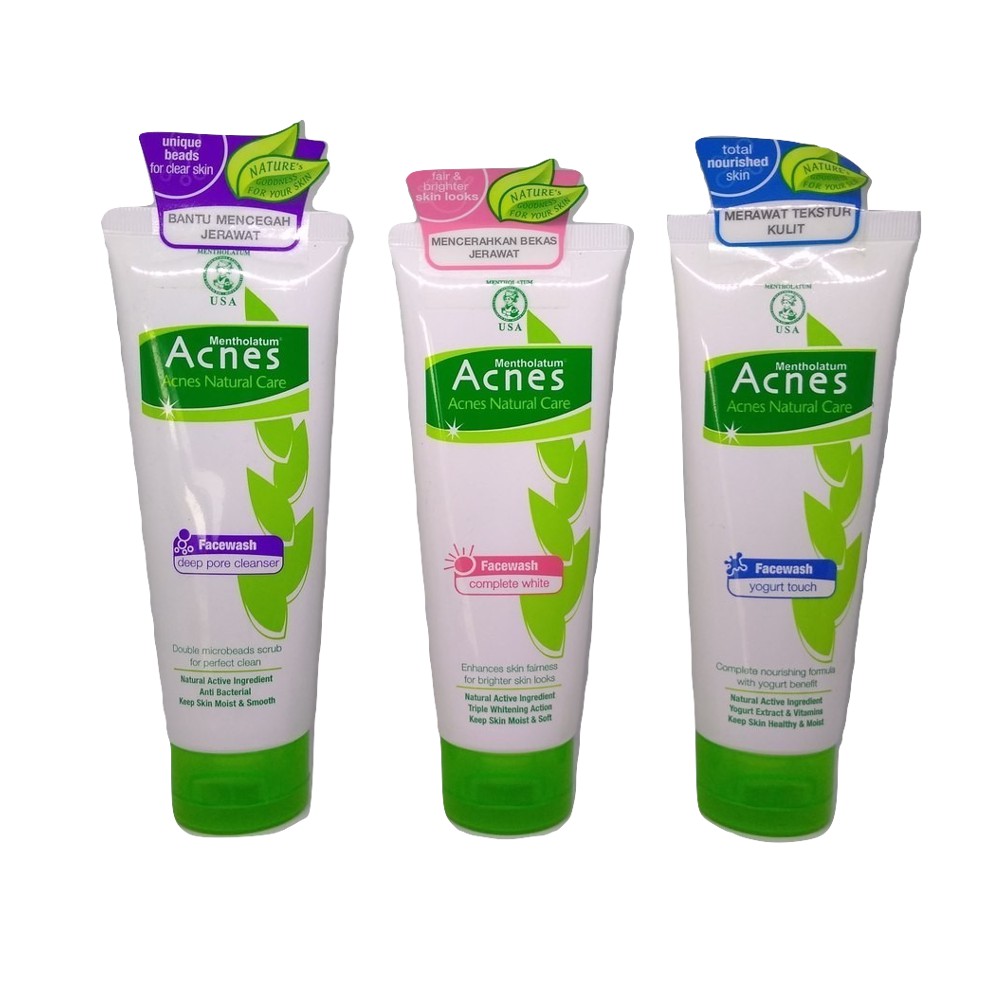 unique
beads
for clear skin
NATURE's
GOODNESS
FOR YOUR SKIN
BANTU MENCEGAH
JERAWAT
MENTHOLATUM
USA
Mentholatum
Acnes
Acnes Natural Care
Facewash
deep pore cleanser
Double microbeads scrub
for perfect clean
Natural Active Ingredient
Anti Bacterial
Keep Skin Moist & Smooth
fair &
brighter
skin looks
NATURE's
GOODNESS
FOR YOUR SKIN
MENCERAHKAN BEKAS
JERAWAT
MENTHOLATUM
USA
Mentholatum
Acnes
Acnes Natural Care
Facewash
complete white
Enhances skin fairness
for brighter skin looks
Natural Active Ingredient
Triple Whitening Action
Keep Skin Moist & Soft
total
nourished
skin
NATURE's
GOODNESS
FOR YOUR SKIN
MERAWAT TEKSTUR
KULIT
MENTHOLATUM
USA
Mentholatum
Acnes
Acnes Natural Care
Facewash
yogurt touch
Complete nourishing formula
with yogurt benefit
Natural Active Ingredient
Yogurt Extract & Vitamins
Keep Skin Healthy & Moist